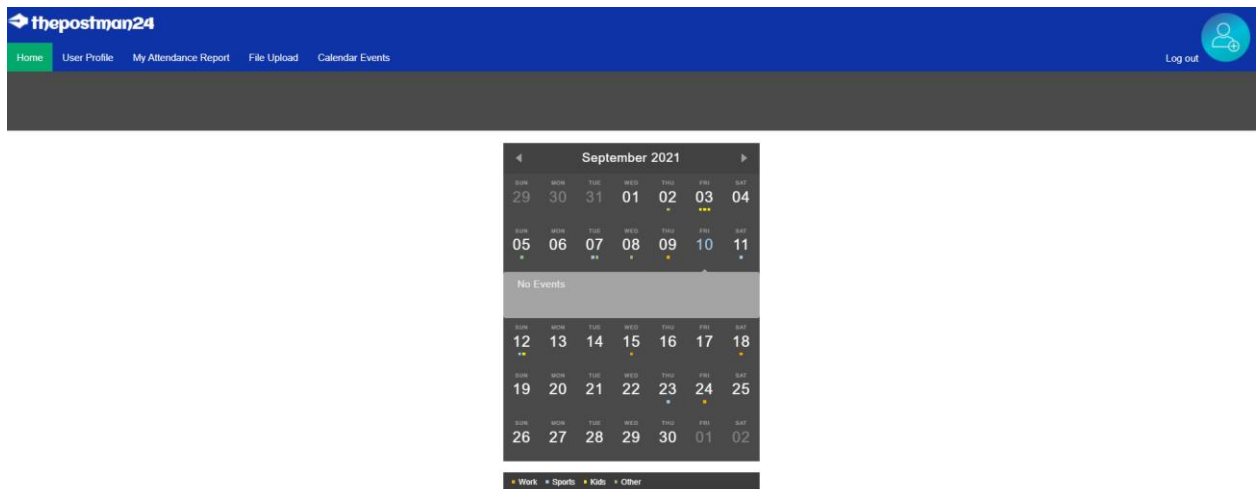 thepostman24
Home User Profile My Attendance Report File Upload Calendar Events Log out
September 2021
SUN MON TUE WED THU FRI SAT
29 30 31 01 02 03 04
SUN MON TUE WED THU FRI SAT
05 06 07 08 09 10 11
No Events
SUN MON TUE WED THU FRI SAT
12 13 14 15 16 17 18
SUN MON TUE WED THU FRI SAT
19 20 21 22 23 24 25
SUN MON TUE WED THU FRI SAT
26 27 28 29 30 01 02
Work Sports Kids Other